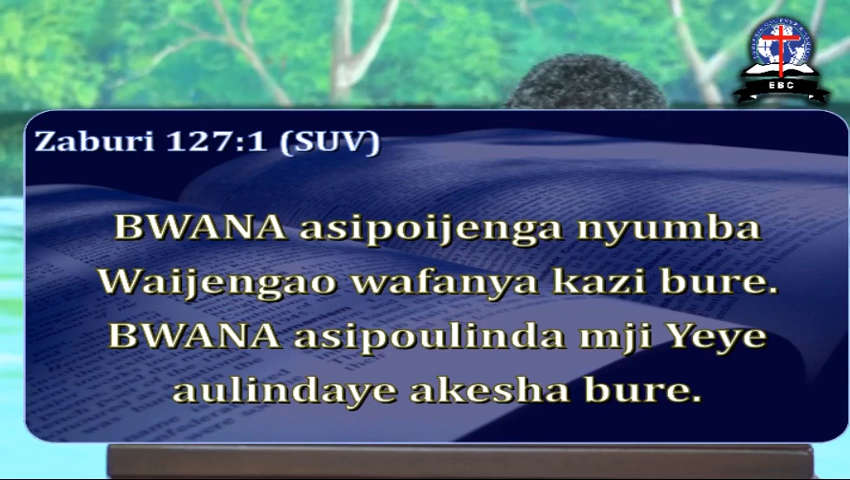 EBC
Zaburi 127:1 (SUV)
BWANA asipoijenga nyumba
Waijengao wafanya kazi bure.
BWANA asipoulinda mji Yeye
aulindaye akesha bure.